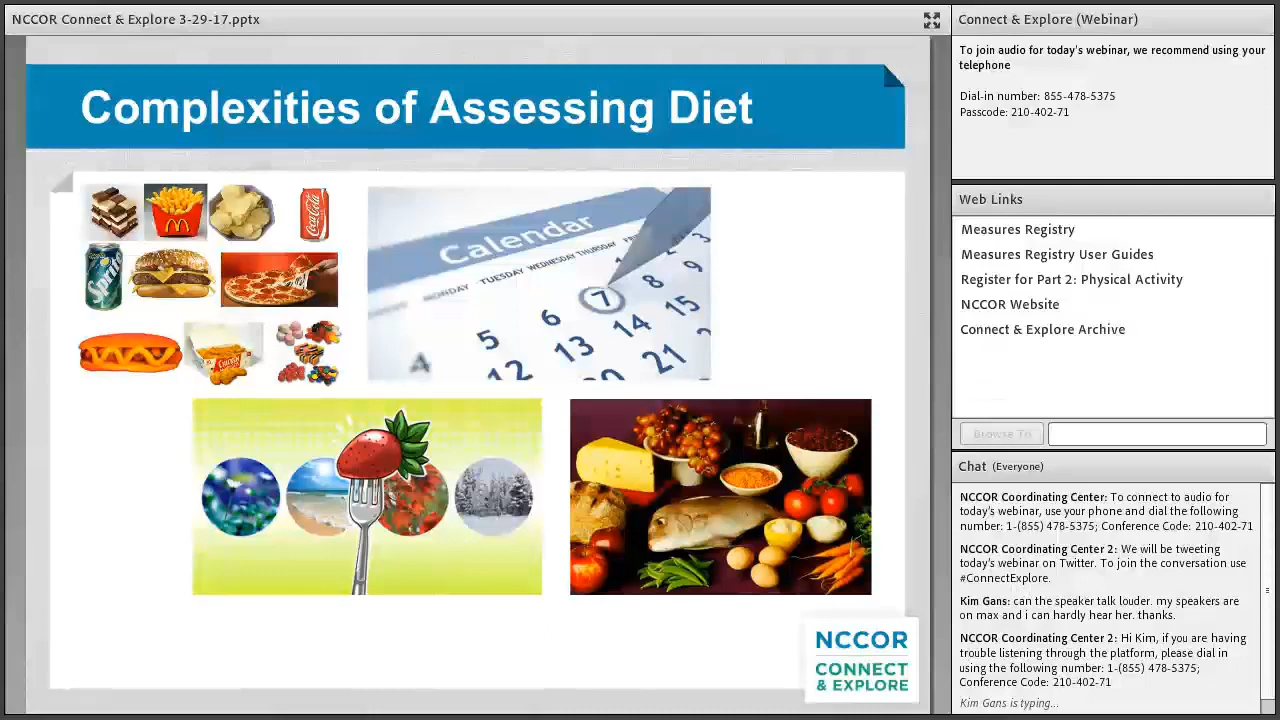 NCCOR Connect & Explore 3-29-17.pptx
Complexities of Assessing Diet
Coca-Cola
Sprite
Calendar
MONDAY TUESDAY WEDNESDAY THURSDAY
7 8 9
5 6
12 13 14 15
20 21
NCCOR
CONNECT
& EXPLORE
Connect & Explore (Webinar)
To join audio for today's webinar, we recommend using your
telephone
Dial-in number: 855-478-5375
Passcode: 210-402-71
Web Links
Measures Registry
Measures Registry User Guides
Register for Part 2: Physical Activity
NCCOR Website
Connect & Explore Archive
Browse To
Chat (Everyone)
NCCOR Coordinating Center: To connect to audio for
today's webinar, use your phone and dial the following
number: 1-(855) 478-5375; Conference Code: 210-402-71
NCCOR Coordinating Center 2: We will be tweeting
today's webinar on Twitter. To join the conversation use
#ConnectExplore.
Kim Gans: can the speaker talk louder. my speakers are
on max and i can hardly hear her. thanks.
NCCOR Coordinating Center 2: Hi Kim, if you are having
trouble listening through the platform, please dial in
using the following number: 1-(855) 478-5375;
Conference Code: 210-402-71
Kim Gans is typing...